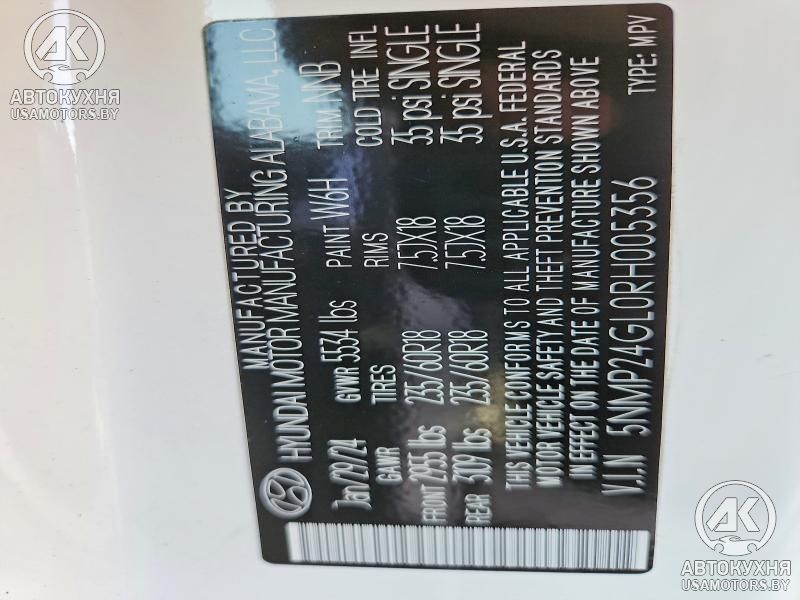 MANUFACTURED BY
HYUNDAI MOTOR MANUFACTURING ALABAMA, LLC
Jan/29/24 GVWR 5534 lbs PAINT W6H TRIM NNB
GAWR TIRES RIMS COLD TIRE INFL
FRONT 2915 lbs 235/60R18 7.5JX18 35 psi SINGLE
REAR 3109 lbs 235/60R18 7.5JX18 35 psi SINGLE
THIS VEHICLE CONFORMS TO ALL APPLICABLE U.S.A. FEDERAL
MOTOR VEHICLE SAFETY AND THEFT PREVENTION STANDARDS
IN EFFECT ON THE DATE OF MANUFACTURE SHOWN ABOVE
V.I.N 5NMP24GL0RH005356 TYPE: MPV
АК
АВТОКУХНЯ
USAMOTORS.BY
АК
АВТОКУХНЯ
USAMOTORS.BY